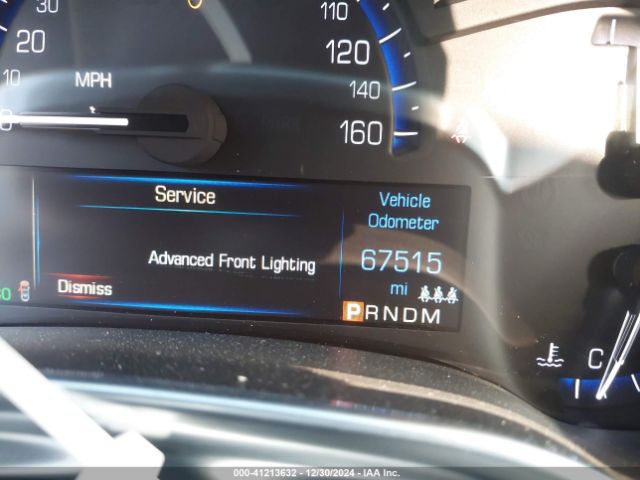 30
20
10
0
MPH
110
120
140
160
Service
Advanced Front Lighting
Dismiss
Vehicle
Odometer
67515
mi
PRNDM
C
000-41213632 - 12/30/2024 - IAA Inc.